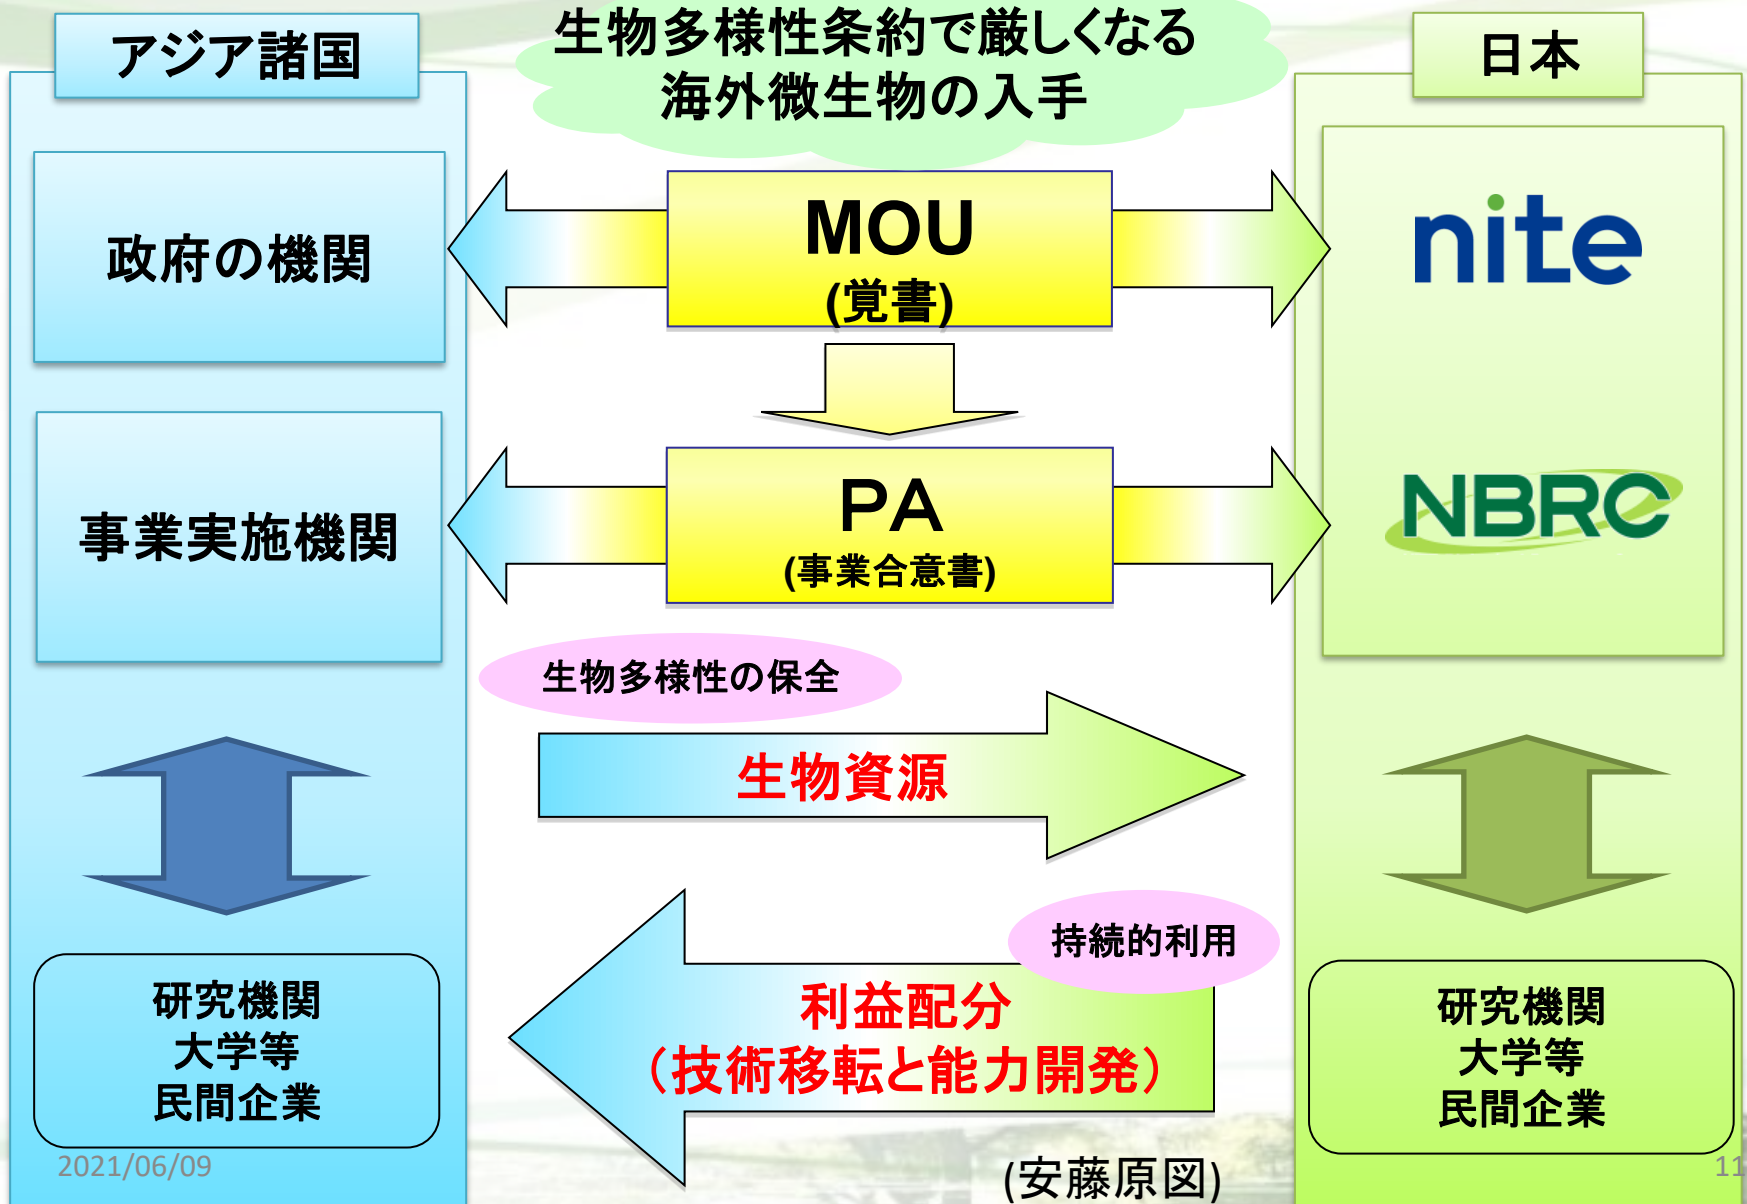 生物多様性条約で厳しくなる
海外微生物の入手
アジア諸国
日本
政府の機関
MOU
(覚書)
nite
事業実施機関
PA
(事業合意書)
NBRC
生物多様性の保全
生物資源
持続的利用
利益配分
（技術移転と能力開発）
研究機関
大学等
民間企業
研究機関
大学等
民間企業
2021/06/09
(安藤原図)
11